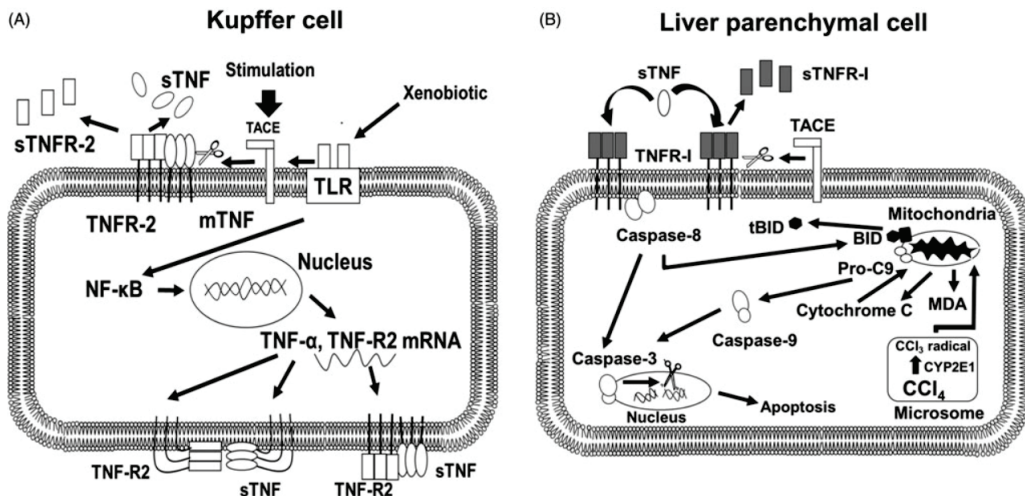 (A)
Kupffer cell
Stimulation
sTNF
Xenobiotic
TACE
sTNFR-2
TLR
TNFR-2
mTNF
Nucleus
NF-κB
TNF-α, TNF-R2 mRNA
TNF-R2
sTNF
TNF-R2
sTNF
(B)
Liver parenchymal cell
sTNF
sTNFR-I
TACE
TNFR-I
Mitochondria
tBID
BID
Caspase-8
Pro-C9
Cytochrome C
MDA
Caspase-9
CCl₃ radical
CYP2E1
CCl₄
Microsome
Caspase-3
Nucleus
Apoptosis